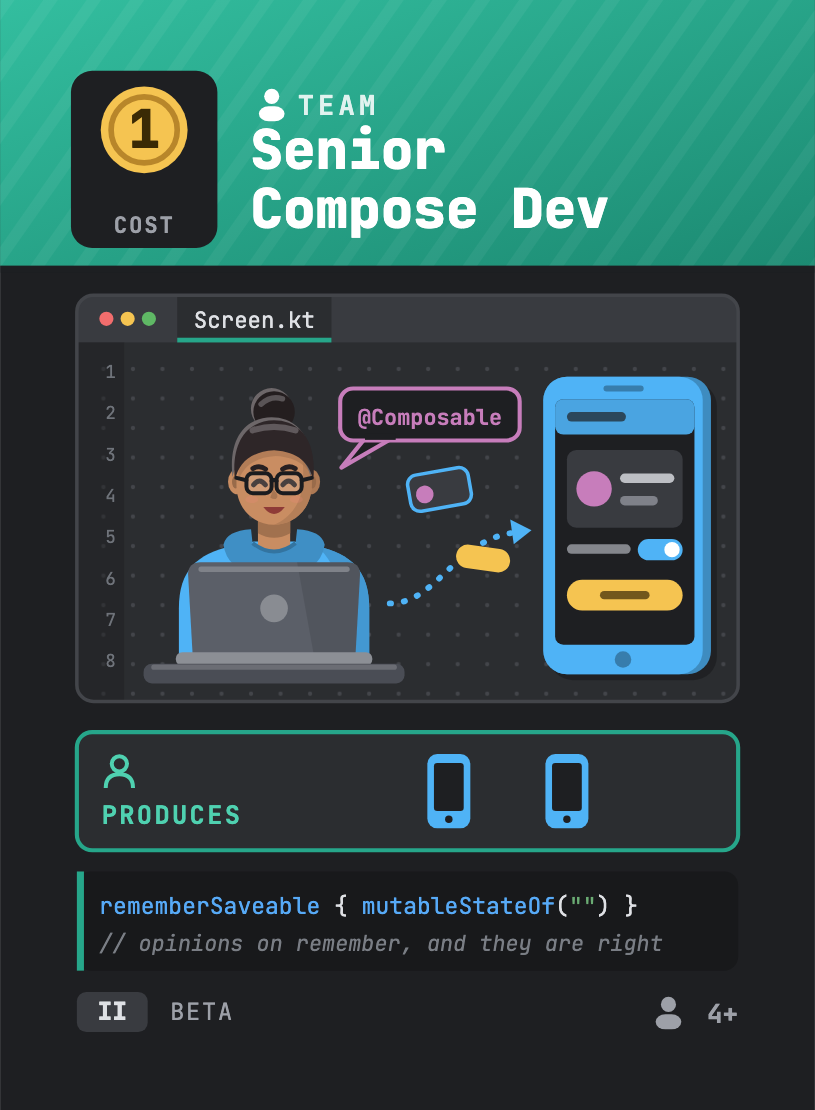 1
COST
TEAM
Senior
Compose Dev
Screen.kt
1
2
3
4
5
6
7
8
@Composable
PRODUCES
rememberSaveable { mutableStateOf("") }
// opinions on remember, and they are right
II BETA
4+